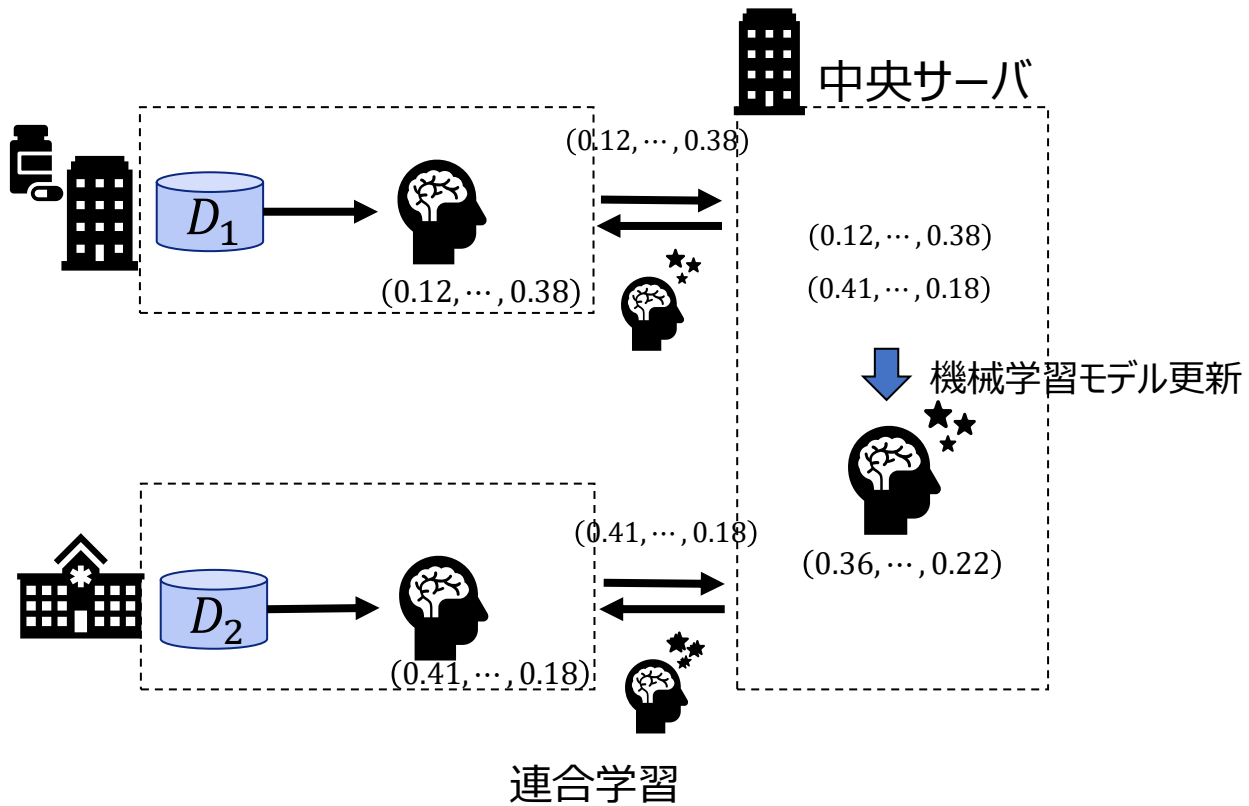 中央サーバ
(0.12, ⋯ , 0.38)
D₁
(0.12, ⋯ , 0.38)
(0.12, ⋯ , 0.38)
(0.41, ⋯ , 0.18)
機械学習モデル更新
(0.41, ⋯ , 0.18)
(0.36, ⋯ , 0.22)
D₂
(0.41, ⋯ , 0.18)
連合学習